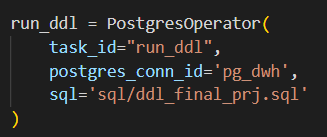 run_ddl = PostgresOperator(
    task_id="run_ddl",
    postgres_conn_id='pg_dwh',
    sql='sql/ddl_final_prj.sql'
)